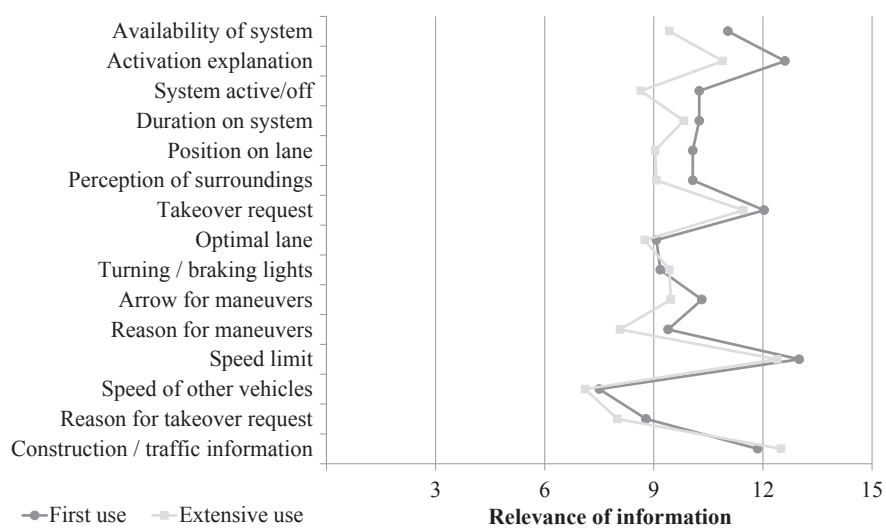 Availability of system
Activation explanation
System active/off
Duration on system
Position on lane
Perception of surroundings
Takeover request
Optimal lane
Turning / braking lights
Arrow for maneuvers
Reason for maneuvers
Speed limit
Speed of other vehicles
Reason for takeover request
Construction / traffic information
3 6 9 12 15
First use Extensive use Relevance of information